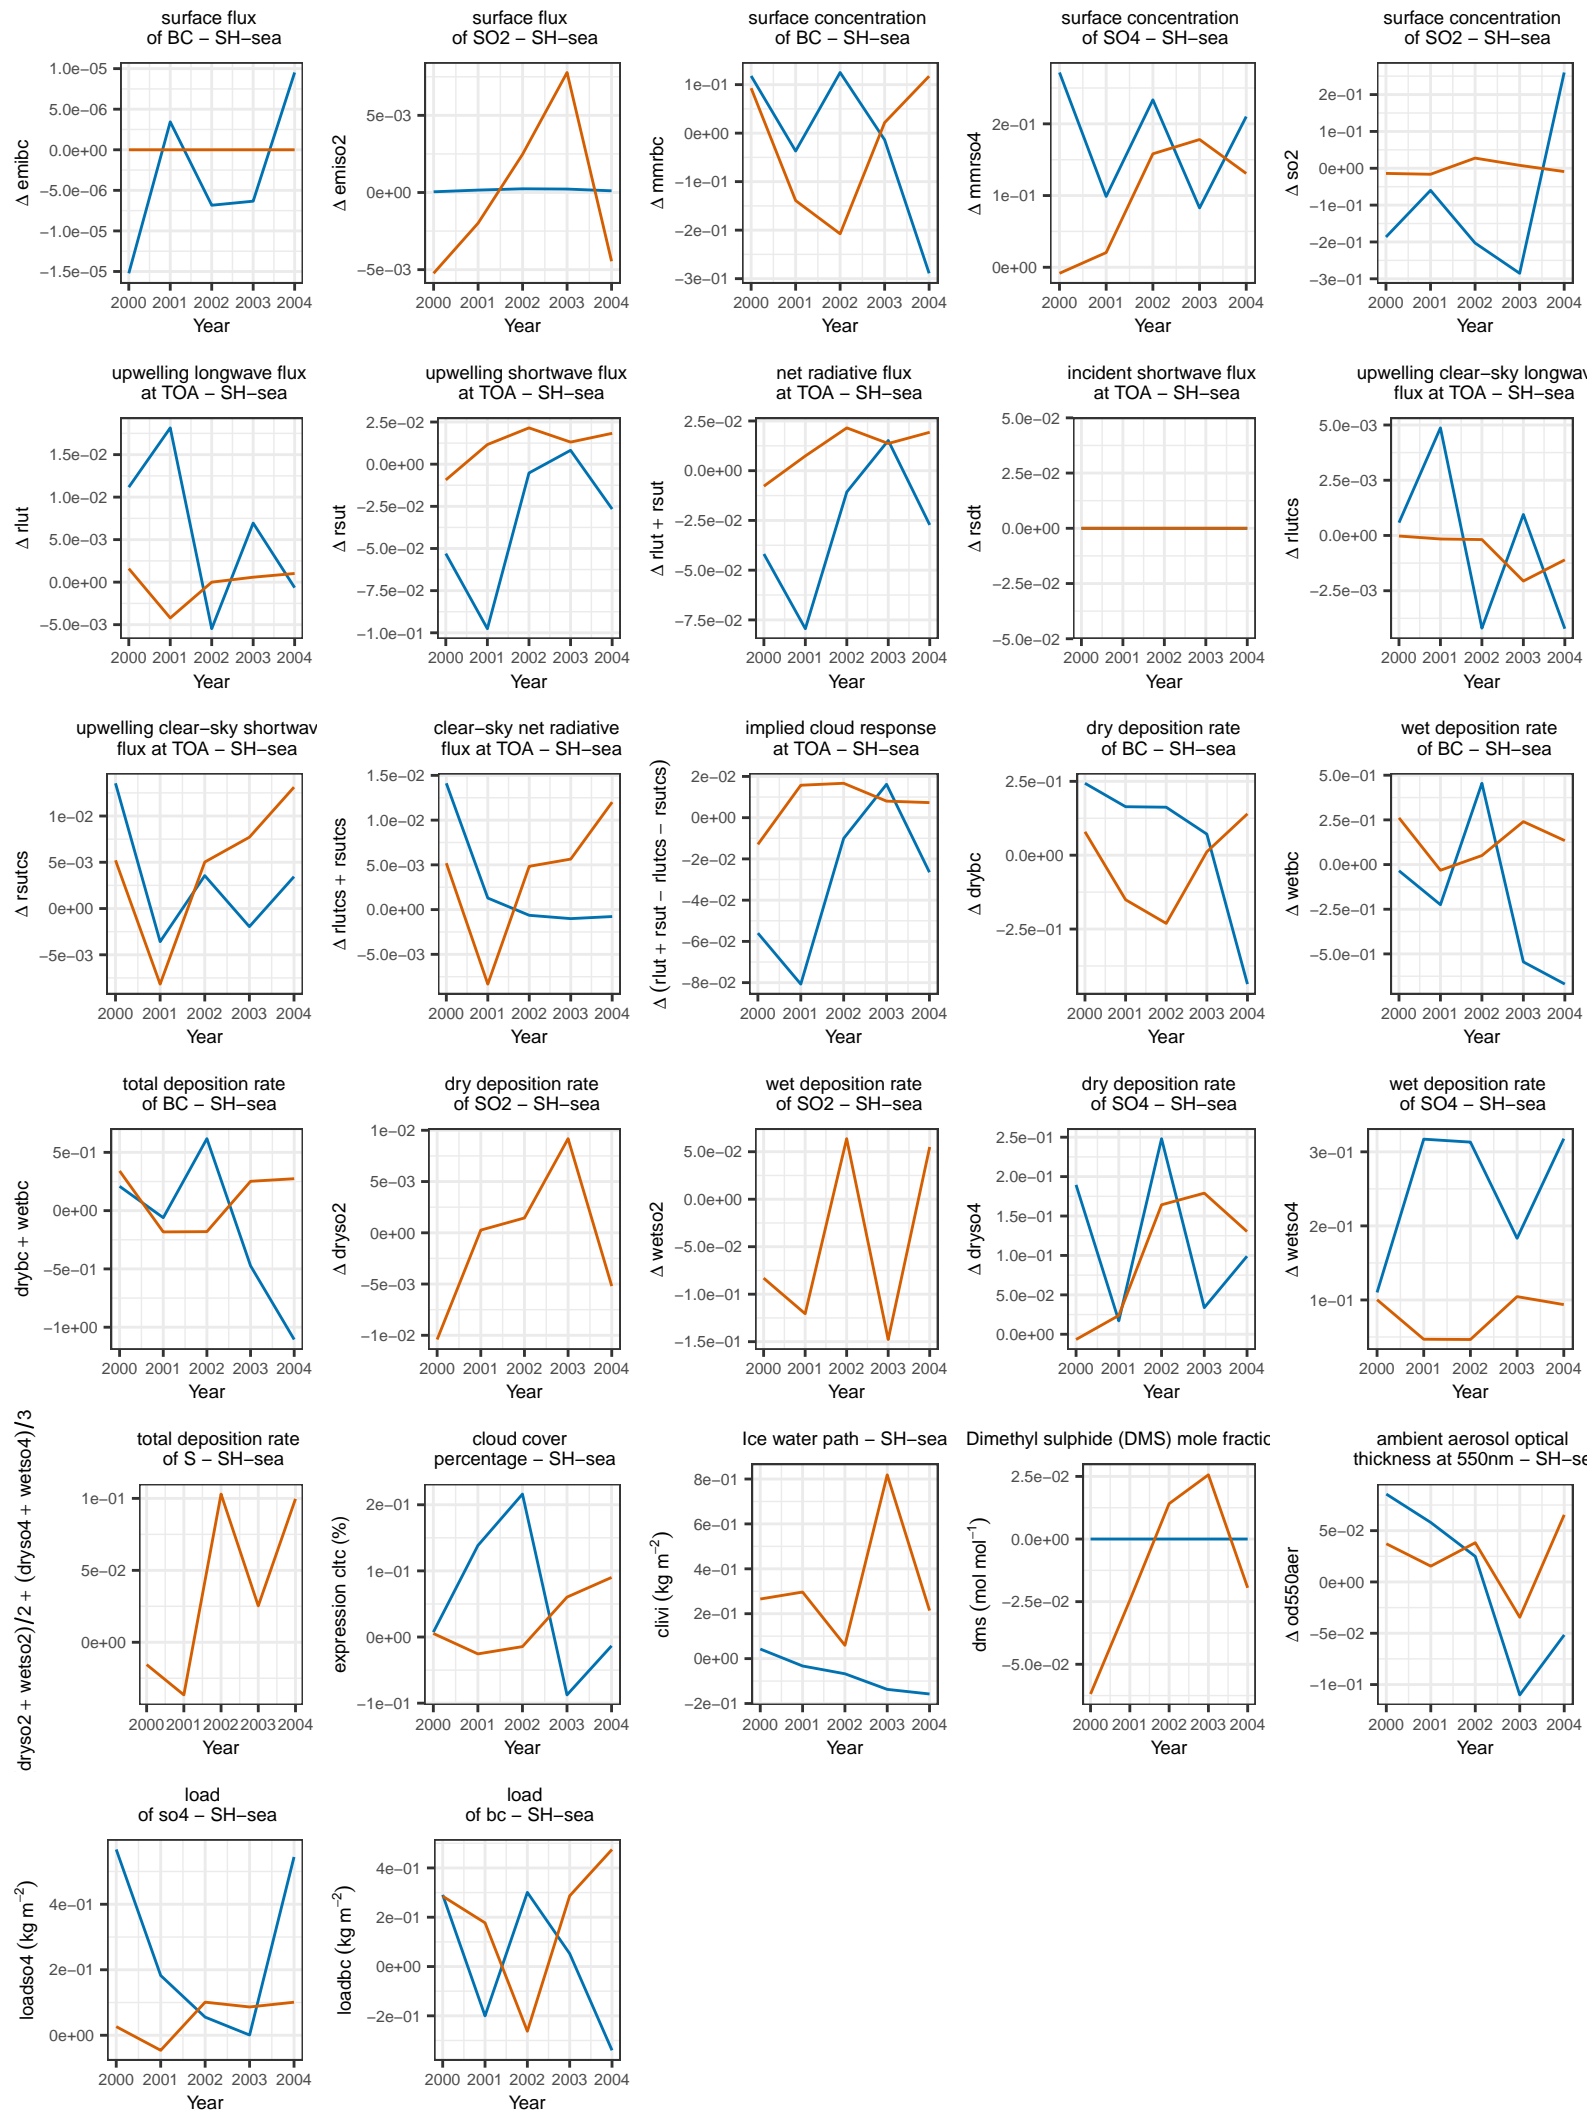 surface flux
of BC − SH−sea
Δ emibc
1.0e−05
5.0e−06
0.0e+00
−5.0e−06
−1.0e−05
−1.5e−05
2000 2001 2002 2003 2004
Year
surface flux
of SO2 − SH−sea
Δ emiso2
5e−03
0e+00
−5e−03
2000 2001 2002 2003 2004
Year
surface concentration
of BC − SH−sea
Δ mmrbc
1e−01
0e+00
−1e−01
−2e−01
−3e−01
2000 2001 2002 2003 2004
Year
surface concentration
of SO4 − SH−sea
Δ mmrso4
2e−01
1e−01
0e+00
2000 2001 2002 2003 2004
Year
surface concentration
of SO2 − SH−sea
Δ so2
2e−01
1e−01
0e+00
−1e−01
−2e−01
−3e−01
2000 2001 2002 2003 2004
Year
upwelling longwave flux
at TOA − SH−sea
Δ rlut
1.5e−02
1.0e−02
5.0e−03
0.0e+00
−5.0e−03
2000 2001 2002 2003 2004
Year
upwelling shortwave flux
at TOA − SH−sea
Δ rsut
2.5e−02
0.0e+00
−2.5e−02
−5.0e−02
−7.5e−02
−1.0e−01
2000 2001 2002 2003 2004
Year
net radiative flux
at TOA − SH−sea
Δ rlut + rsut
2.5e−02
0.0e+00
−2.5e−02
−5.0e−02
−7.5e−02
2000 2001 2002 2003 2004
Year
incident shortwave flux
at TOA − SH−sea
Δ rsdt
5.0e−02
2.5e−02
0.0e+00
−2.5e−02
−5.0e−02
2000 2001 2002 2003 2004
Year
upwelling clear−sky longwav
flux at TOA − SH−sea
Δ rlutcs
5.0e−03
2.5e−03
0.0e+00
−2.5e−03
2000 2001 2002 2003 2004
Year
upwelling clear−sky shortwav
flux at TOA − SH−sea
Δ rsutcs
1e−02
5e−03
0e+00
−5e−03
2000 2001 2002 2003 2004
Year
clear−sky net radiative
flux at TOA − SH−sea
Δ rlutcs + rsutcs
1.5e−02
1.0e−02
5.0e−03
0.0e+00
−5.0e−03
2000 2001 2002 2003 2004
Year
implied cloud response
at TOA − SH−sea
Δ (rlut + rsut − rlutcs − rsutcs)
2e−02
0e+00
−2e−02
−4e−02
−6e−02
−8e−02
2000 2001 2002 2003 2004
Year
dry deposition rate
of BC − SH−sea
Δ drybc
2.5e−01
0.0e+00
−2.5e−01
2000 2001 2002 2003 2004
Year
wet deposition rate
of BC − SH−sea
Δ wetbc
5.0e−01
2.5e−01
0.0e+00
−2.5e−01
−5.0e−01
2000 2001 2002 2003 2004
Year
total deposition rate
of BC − SH−sea
drybc + wetbc
5e−01
0e+00
−5e−01
−1e+00
2000 2001 2002 2003 2004
Year
dry deposition rate
of SO2 − SH−sea
Δ dryso2
1e−02
5e−03
0e+00
−5e−03
−1e−02
2000 2001 2002 2003 2004
Year
wet deposition rate
of SO2 − SH−sea
Δ wetso2
5.0e−02
0.0e+00
−5.0e−02
−1.0e−01
−1.5e−01
2000 2001 2002 2003 2004
Year
dry deposition rate
of SO4 − SH−sea
Δ dryso4
2.5e−01
2.0e−01
1.5e−01
1.0e−01
5.0e−02
0.0e+00
2000 2001 2002 2003 2004
Year
wet deposition rate
of SO4 − SH−sea
Δ wetso4
3e−01
2e−01
1e−01
2000 2001 2002 2003 2004
Year
total deposition rate
of S − SH−sea
dryso2 + wetso2)/2 + (dryso4 + wetso4)/3
1e−01
5e−02
0e+00
2000 2001 2002 2003 2004
Year
cloud cover
percentage − SH−sea
expression cltc (%)
2e−01
1e−01
0e+00
−1e−01
2000 2001 2002 2003 2004
Year
Ice water path − SH−sea
clivi (kg m⁻²)
8e−01
6e−01
4e−01
2e−01
0e+00
−2e−01
2000 2001 2002 2003 2004
Year
Dimethyl sulphide (DMS) mole fractic
dms (mol mol⁻¹)
2.5e−02
0.0e+00
−2.5e−02
−5.0e−02
2000 2001 2002 2003 2004
Year
ambient aerosol optical
thickness at 550nm − SH−se
Δ od550aer
5e−02
0e+00
−5e−02
−1e−01
2000 2001 2002 2003 2004
Year
load
of so4 − SH−sea
loadso4 (kg m⁻²)
4e−01
2e−01
0e+00
2000 2001 2002 2003 2004
Year
load
of bc − SH−sea
loadbc (kg m⁻²)
4e−01
2e−01
0e+00
−2e−01
2000 2001 2002 2003 2004
Year